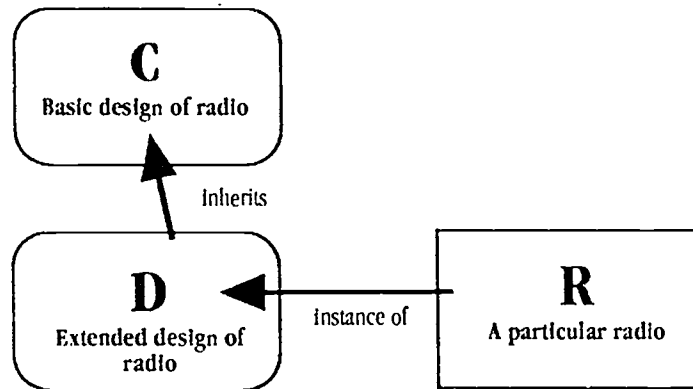 C
Basic design of radio
inherits
D
Extended design of
radio
instance of
R
A particular radio